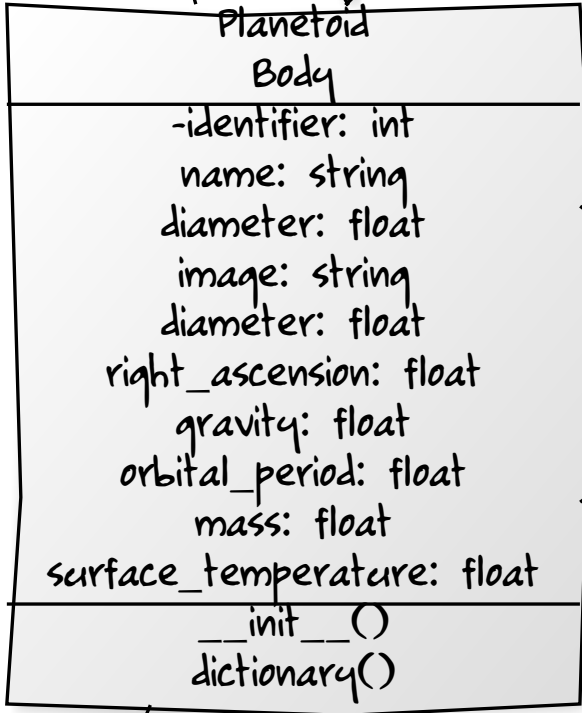 Planetoid
Body
-identifier: int
name: string
diameter: float
image: string
diameter: float
right_ascension: float
gravity: float
orbital_period: float
mass: float
surface_temperature: float
__init__()
dictionary()